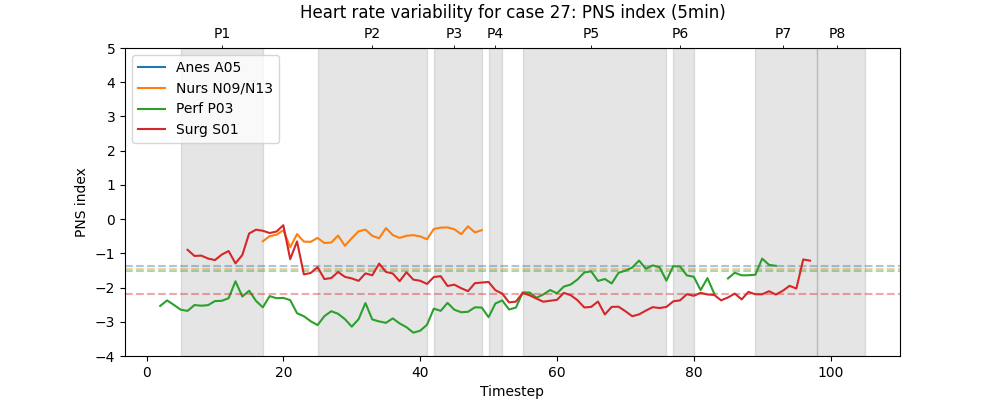 Heart rate variability for case 27: PNS index (5min)
P1 P2 P3 P4 P5 P6 P7 P8
5
4
3
2
1
0
−1
−2
−3
−4
PNS index
Anes A05
Nurs N09/N13
Perf P03
Surg S01
0 20 40 60 80 100
Timestep